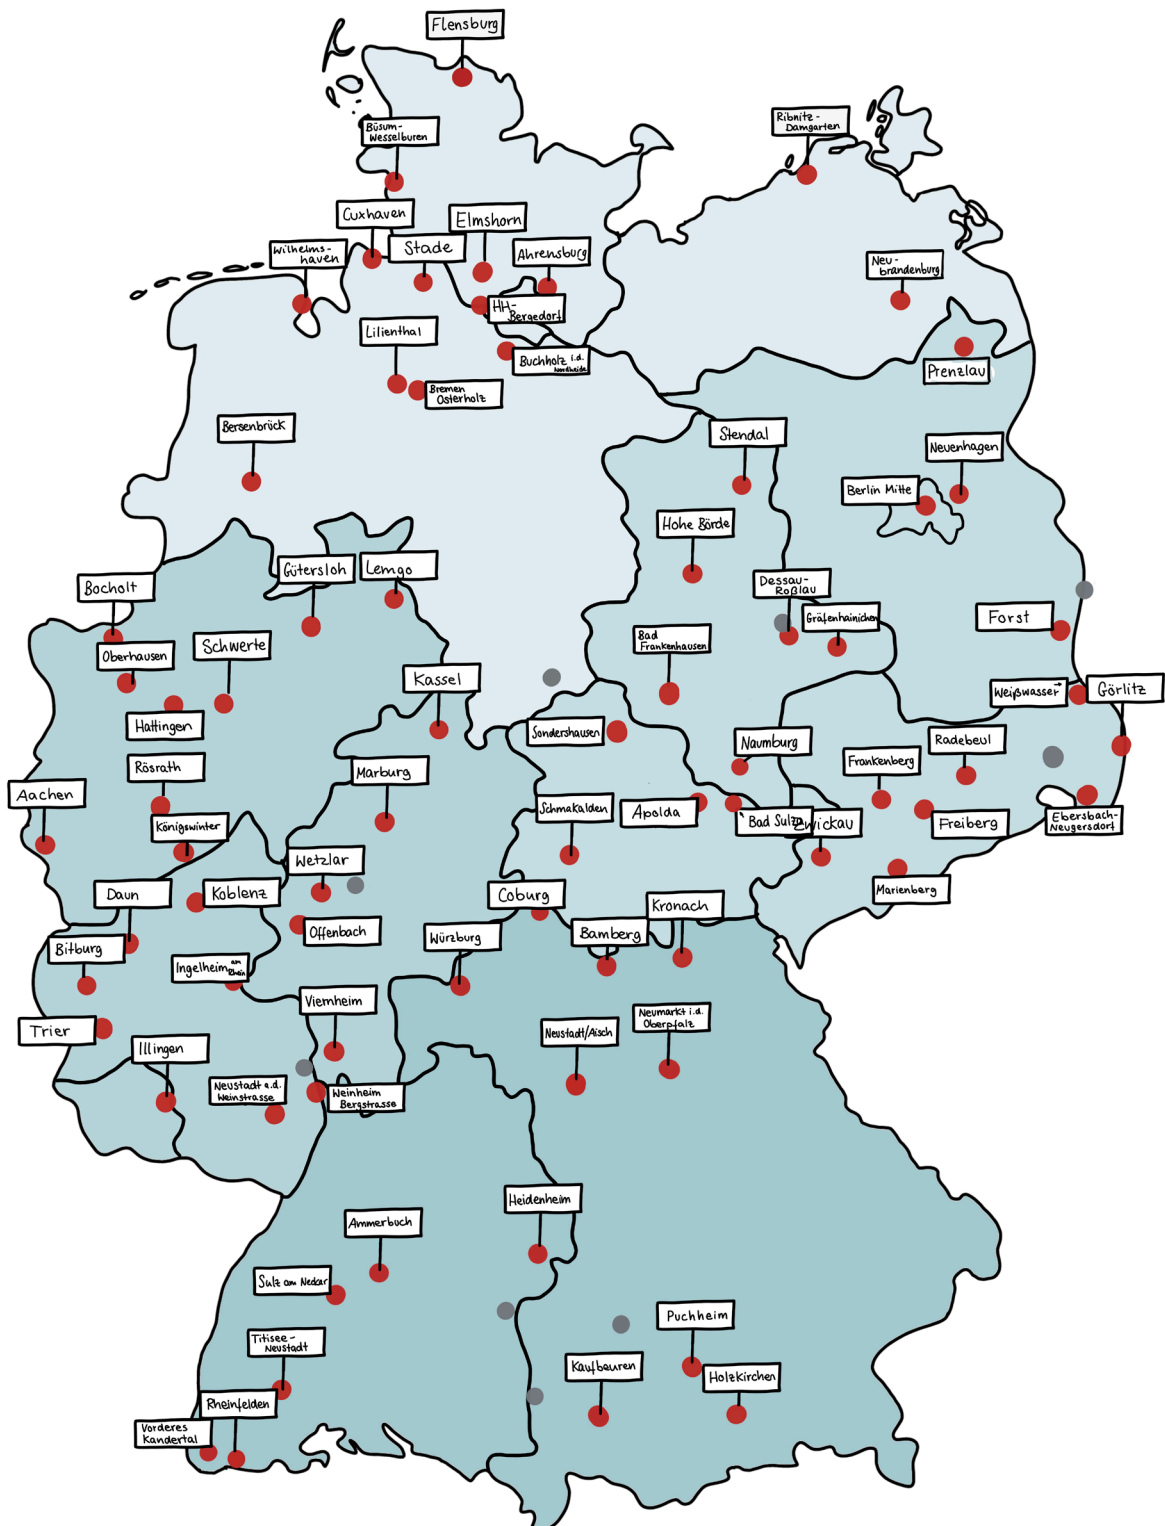 Flensburg
Büsum-
Wesselburen
Ribnitz-
Damgarten
Cuxhaven
Elmshorn
Stade
Wilhelms-
haven
Ahrensburg
Neu-
brandenburg
HH-
Bergedorf
Lilienthal
Buchholz i.d.
Nordheide
Prenzlau
Bremen
Osterholz
Bersenbrück
Stendal
Neuenhagen
Berlin Mitte
Hohe Börde
Gütersloh
Lemgo
Bocholt
Dessau-
Roßlau
Gräfenhainichen
Forst
Schwerte
Bad
Frankenhausen
Oberhausen
Kassel
Weißwasser→
Görlitz
Hattingen
Sondershausen
Naumburg
Radebeul
Rösrath
Marburg
Frankenberg
Aachen
Schmakalden
Apolda
Bad Sulza
Zwickau
Freiberg
Ebersbach-
Neugersdorf
Königswinter
Wetzlar
Daun
Koblenz
Coburg
Kronach
Marienberg
Offenbach
Würzburg
Bamberg
Bitburg
Ingelheim am
Rhein
Viernheim
Trier
Neustadt/Aisch
Neumarkt i.d.
Oberpfalz
Illingen
Neustadt a.d.
Weinstrasse
Weinheim
Bergstrasse
Heidenheim
Ammerbuch
Sulz am Neckar
Puchheim
Titisee-
Neustadt
Kaufbeuren
Holzkirchen
Rheinfelden
Vorderes
Kandertal